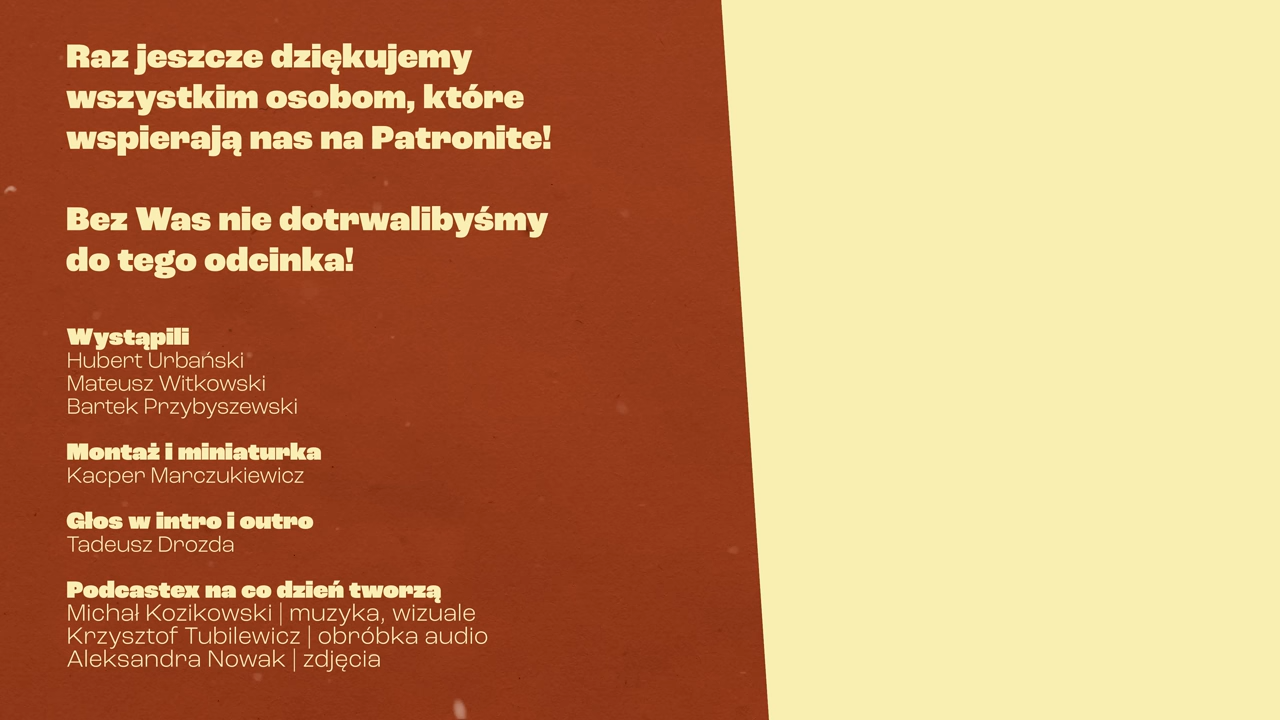 Raz jeszcze dziękujemy
wszystkim osobom, które
wspierają nas na Patronite!
Bez Was nie dotrwalibyśmy
do tego odcinka!
Wystąpili
Hubert Urbański
Mateusz Witkowski
Bartek Przybyszewski
Montaż i miniaturka
Kacper Marczukiewicz
Głos w intro i outro
Tadeusz Drozda
Podcastex na co dzień tworzą
Michał Kozikowski | muzyka, wizuale
Krzysztof Tubilewicz | obróbka audio
Aleksandra Nowak | zdjęcia